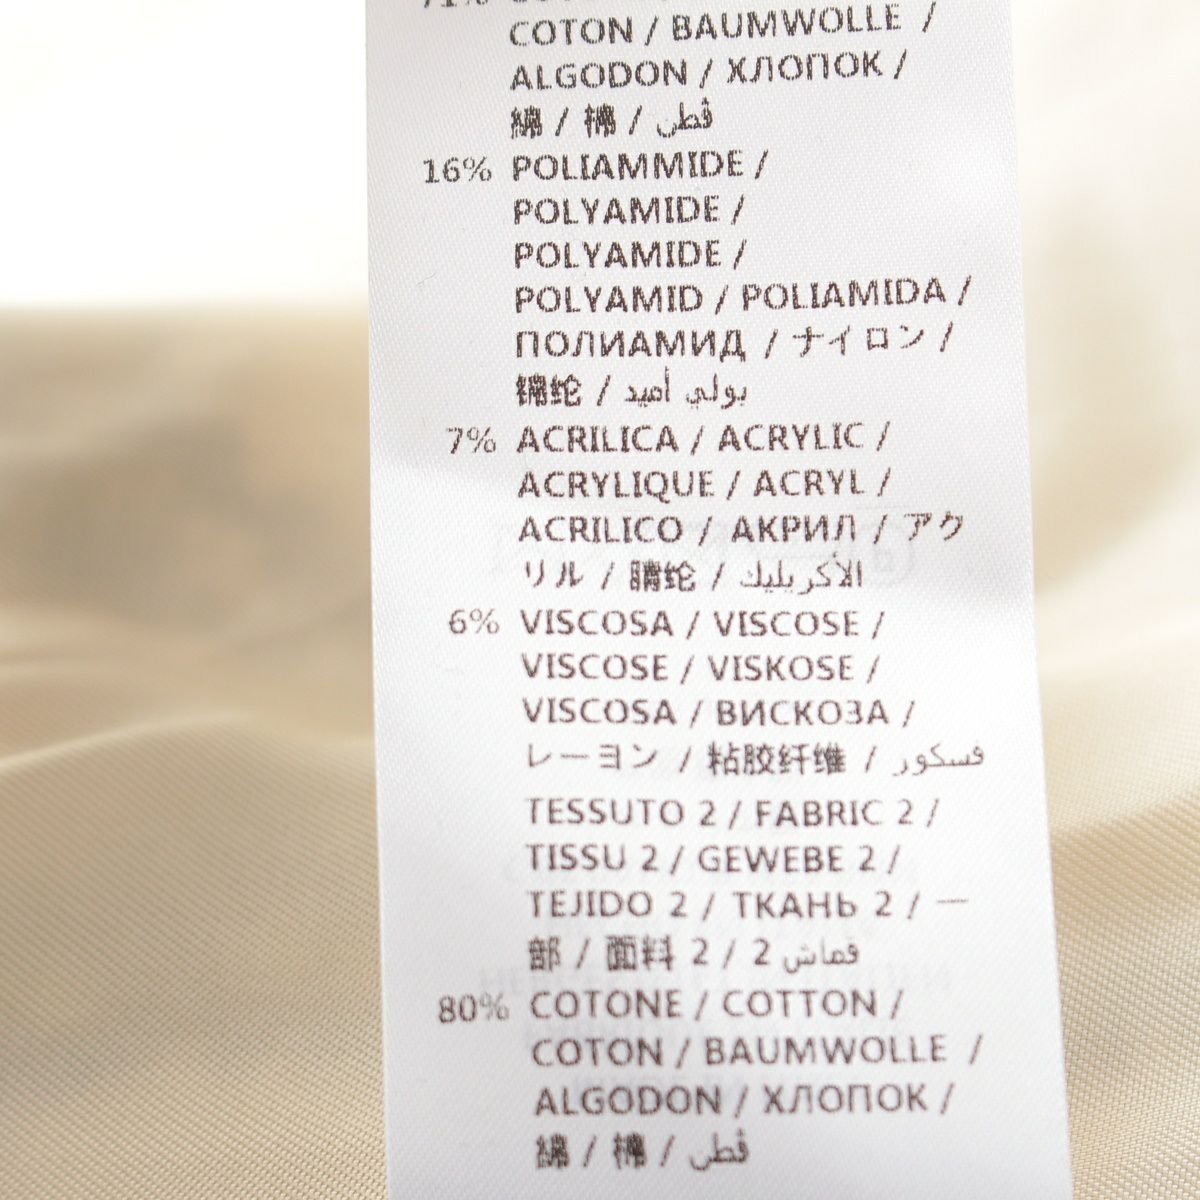 71%
COTON / BAUMWOLLE /
ALGODON / ХЛОПОК /
綿 / 棉 / قطن
16% POLIAMMIDE /
POLYAMIDE /
POLYAMIDE /
POLYAMID / POLIAMIDA /
ПОЛИАМИД / ナイロン /
锦纶 / بولي أميد
7% ACRILICA / ACRYLIC /
ACRYLIQUE / ACRYL /
ACRILICO / АКРИЛ / アク
リル / 腈纶 / الاكريليك
6% VISCOSA / VISCOSE /
VISCOSE / VISKOSE /
VISCOSA / ВИСКОЗА /
レーヨン / 粘胶纤维 / فسكور
TESSUTO 2 / FABRIC 2 /
TISSU 2 / GEWEBE 2 /
TEJIDO 2 / ТКАНЬ 2 / 一
部 / 面料 2 / 2 قماش
80% COTONE / COTTON /
COTON / BAUMWOLLE /
ALGODON / ХЛОПОК /
綿 / 棉 / قطن